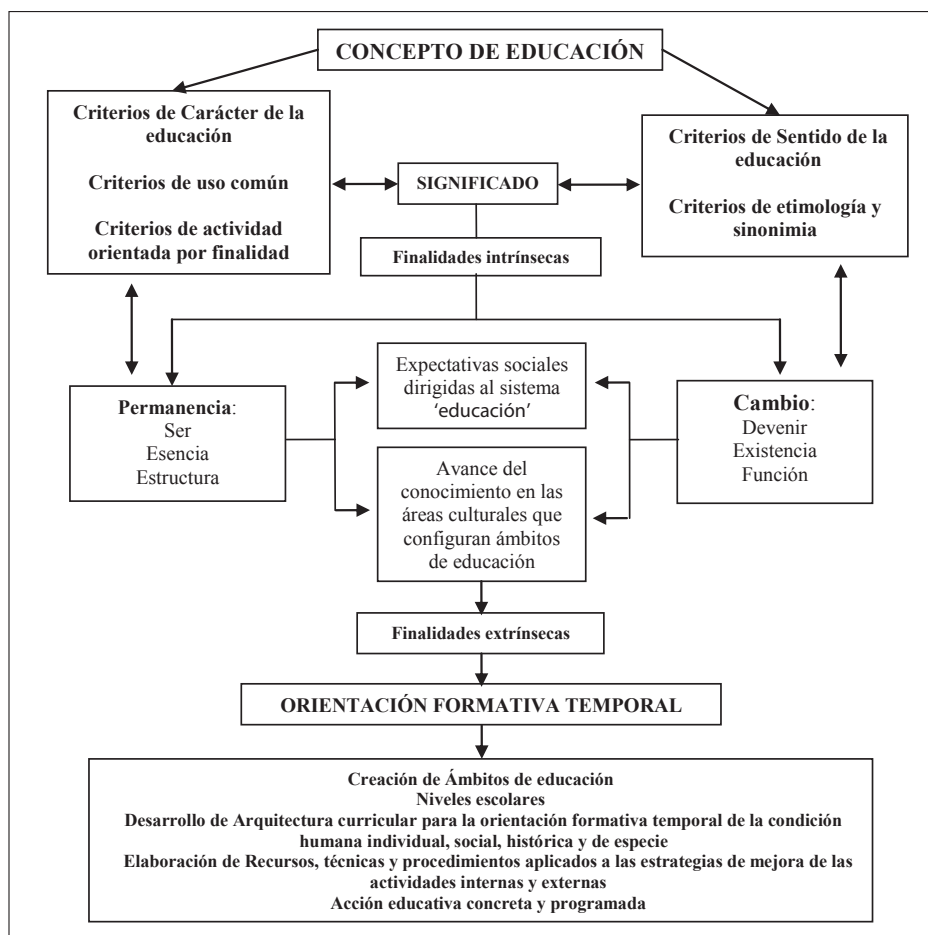 CONCEPTO DE EDUCACIÓN
Criterios de Carácter de la
educación
Criterios de uso común
Criterios de actividad
orientada por finalidad
SIGNIFICADO
Criterios de Sentido de la
educación
Criterios de etimología y
sinonimia
Finalidades intrínsecas
Permanencia:
Ser
Esencia
Estructura
Expectativas sociales
dirigidas al sistema
‘educación’
Avance del
conocimiento en las
áreas culturales que
configuran ámbitos
de educación
Cambio:
Devenir
Existencia
Función
Finalidades extrínsecas
ORIENTACIÓN FORMATIVA TEMPORAL
Creación de Ámbitos de educación
Niveles escolares
Desarrollo de Arquitectura curricular para la orientación formativa temporal de la condición
humana individual, social, histórica y de especie
Elaboración de Recursos, técnicas y procedimientos aplicados a las estrategias de mejora de las
actividades internas y externas
Acción educativa concreta y programada